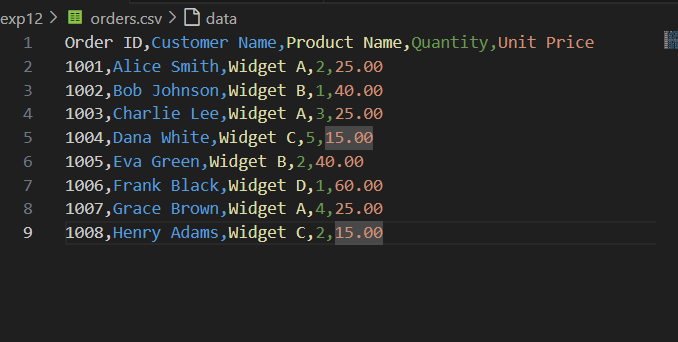 exp12 > orders.csv > data
1 Order ID,Customer Name,Product Name,Quantity,Unit Price
2 1001,Alice Smith,Widget A,2,25.00
3 1002,Bob Johnson,Widget B,1,40.00
4 1003,Charlie Lee,Widget A,3,25.00
5 1004,Dana White,Widget C,5,15.00
6 1005,Eva Green,Widget B,2,40.00
7 1006,Frank Black,Widget D,1,60.00
8 1007,Grace Brown,Widget A,4,25.00
9 1008,Henry Adams,Widget C,2,15.00